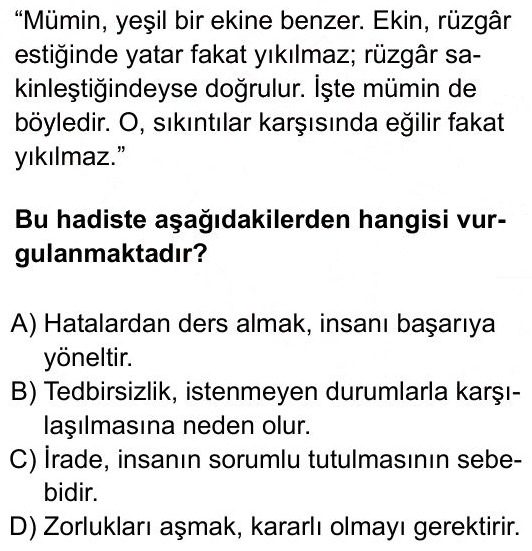 “Mümin, yeşil bir ekine benzer. Ekin, rüzgâr
estiğinde yatar fakat yıkılmaz; rüzgâr sa-
kinleştiğindeyse doğrulur. İşte mümin de
böyledir. O, sıkıntılar karşısında eğilir fakat
yıkılmaz.”
Bu hadiste aşağıdakilerden hangisi vur-
gulanmaktadır?
A) Hatalardan ders almak, insanı başarıya
yöneltir.
B) Tedbirsizlik, istenmeyen durumlarla karşı-
laşılmasına neden olur.
C) İrade, insanın sorumlu tutulmasının sebe-
bidir.
D) Zorlukları aşmak, kararlı olmayı gerektirir.